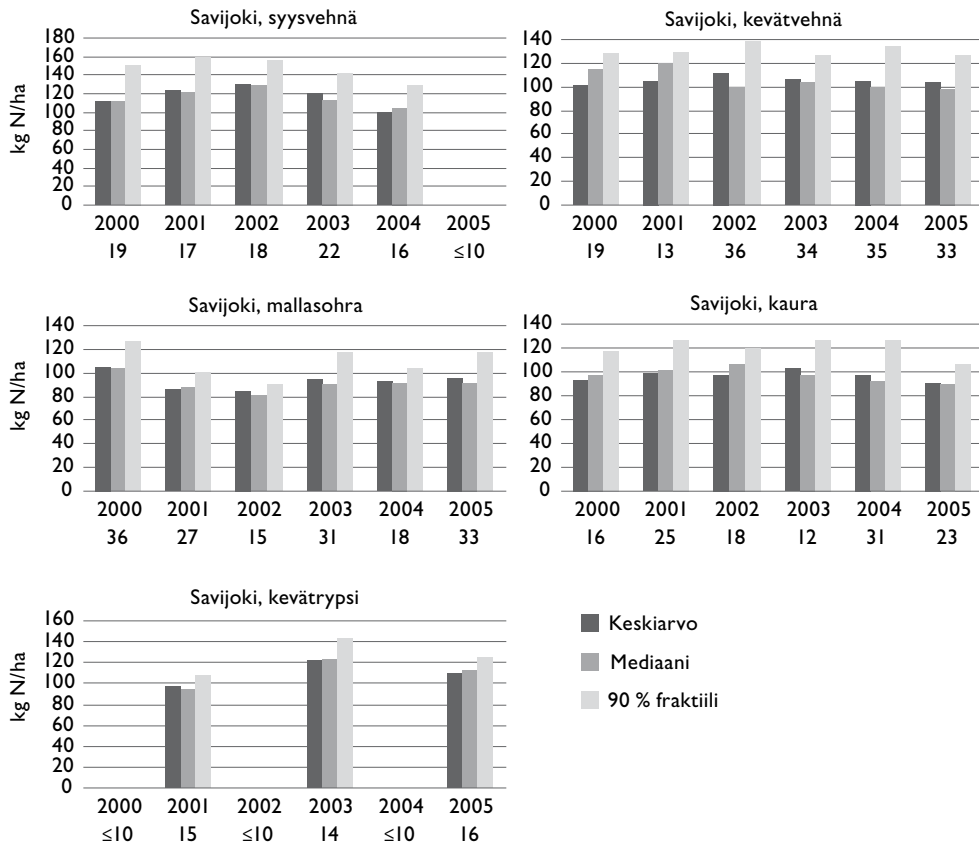 Savijoki, syysvehnä
kg N/ha
180
160
140
120
100
80
60
40
20
0
2000 2001 2002 2003 2004 2005
19 17 18 22 16 ≤10
Savijoki, kevätvehnä
140
120
100
80
60
40
20
0
2000 2001 2002 2003 2004 2005
19 13 36 34 35 33
Savijoki, mallasohra
kg N/ha
140
120
100
80
60
40
20
0
2000 2001 2002 2003 2004 2005
36 27 15 31 18 33
Savijoki, kaura
140
120
100
80
60
40
20
0
2000 2001 2002 2003 2004 2005
16 25 18 12 31 23
Savijoki, kevätrypsi
kg N/ha
160
140
120
100
80
60
40
20
0
2000 2001 2002 2003 2004 2005
≤10 15 ≤10 14 ≤10 16
Keskiarvo
Mediaani
90 % fraktiili